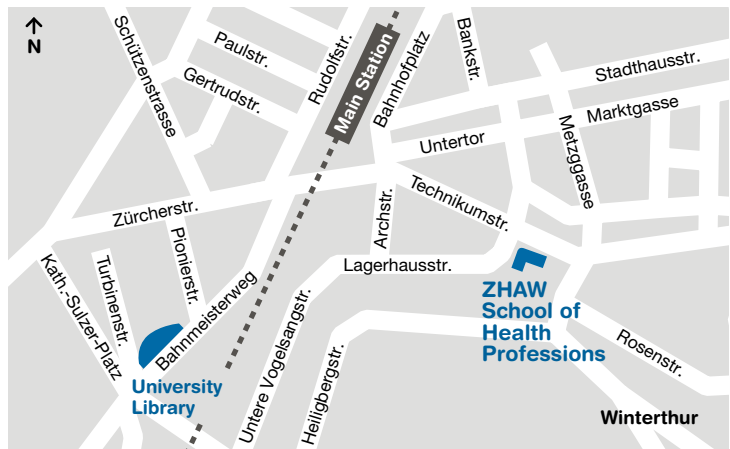 N
Schützenstrasse
Paulstr.
Gertrudstr.
Rudolfstr.
Main Station
Bahnhofplatz
Bankstr.
Stadthausstr.
Marktgasse
Untertor
Metzggasse
Technikumstr.
Zürcherstr.
Archstr.
Lagerhausstr.
Pionierstr.
Turbinenstr.
Kath.-Sulzer-Platz
Bahnmeisterweg
University
Library
Untere Vogelsangstr.
Heiligbergstr.
ZHAW
School of
Health
Professions
Rosenstr.
Winterthur